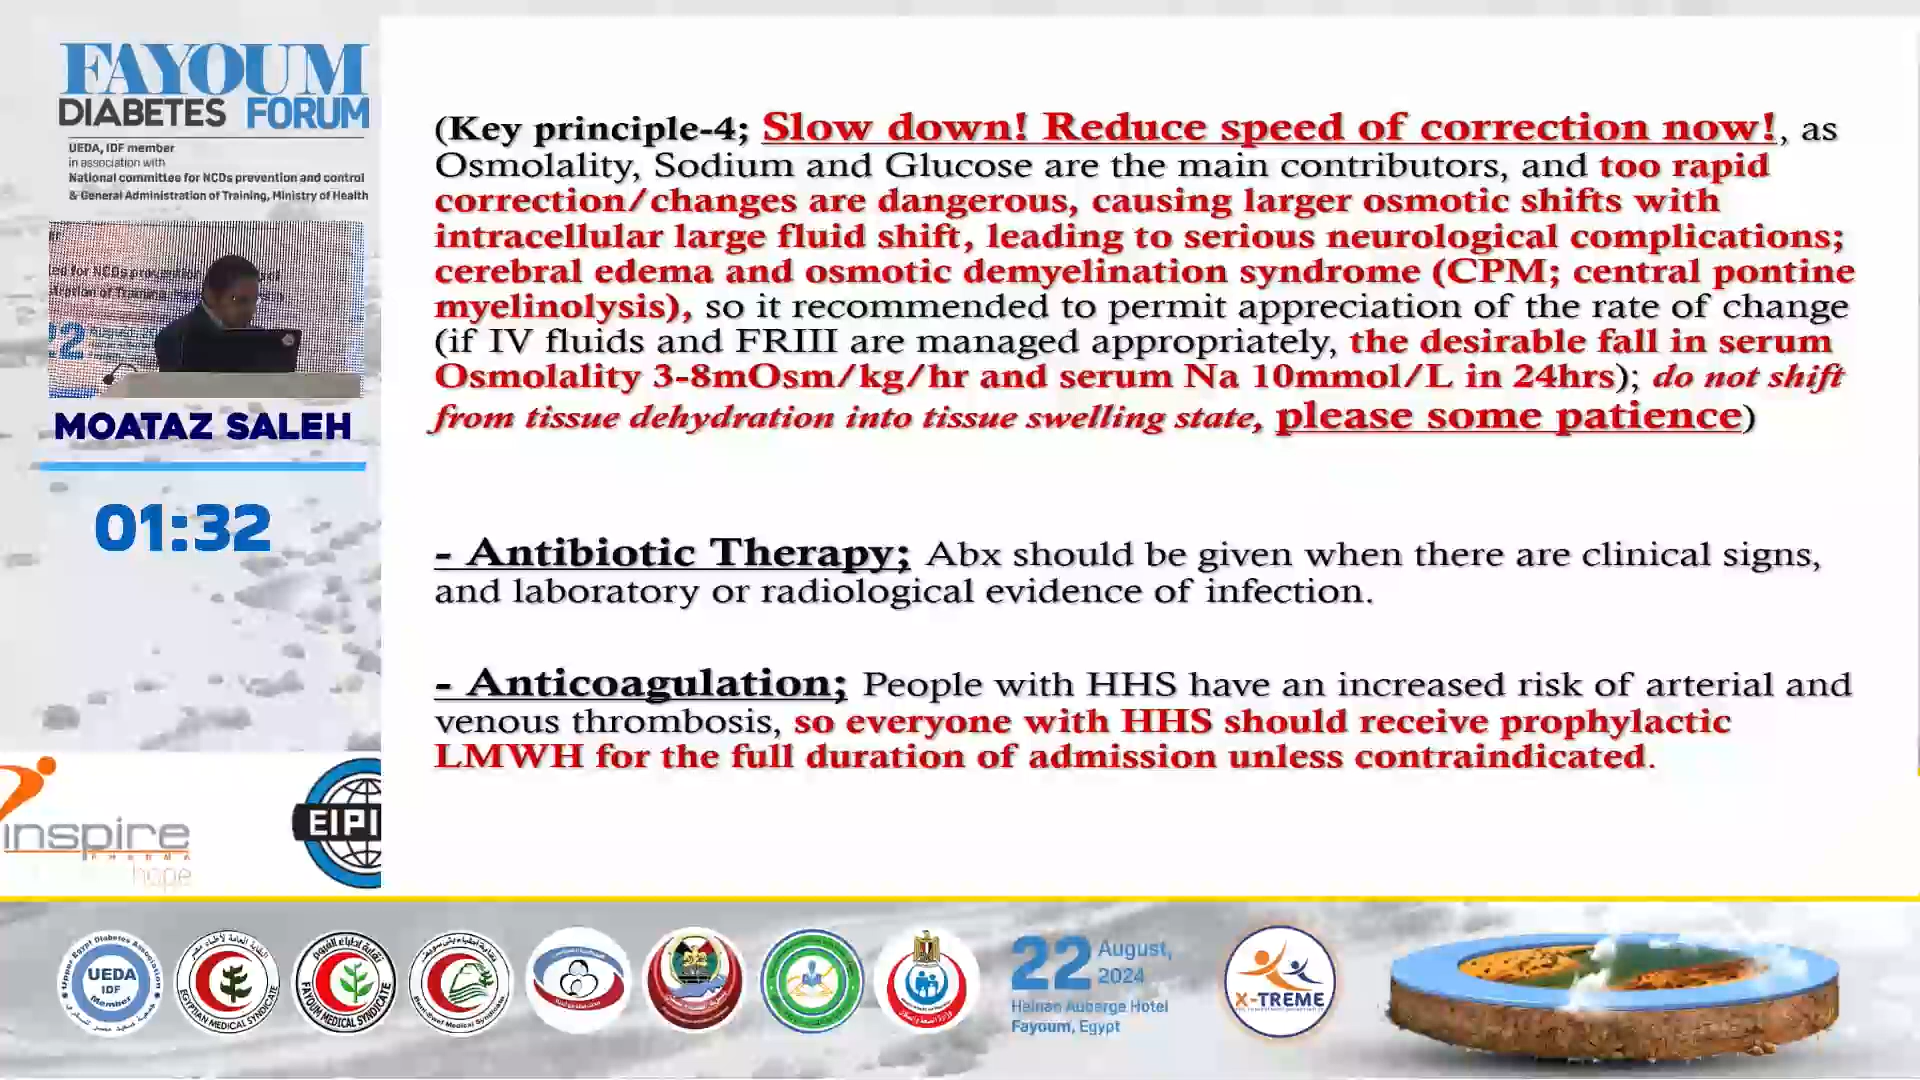 FAYOUM
DIABETES FORUM
UEDA, IDF member
in association with
National committee for NCDs prevention and control
& General Administration of Training, Ministry of Health
MOATAZ SALEH
01:32
inspire
PHARMA
hope
EIPI
(Key principle-4; Slow down! Reduce speed of correction now!, as
Osmolality, Sodium and Glucose are the main contributors, and too rapid
correction/changes are dangerous, causing larger osmotic shifts with
intracellular large fluid shift, leading to serious neurological complications;
cerebral edema and osmotic demyelination syndrome (CPM; central pontine
myelinolysis), so it recommended to permit appreciation of the rate of change
(if IV fluids and FRIII are managed appropriately, the desirable fall in serum
Osmolality 3-8mOsm/kg/hr and serum Na 10mmol/L in 24hrs); do not shift
from tissue dehydration into tissue swelling state, please some patience)
- Antibiotic Therapy; Abx should be given when there are clinical signs,
and laboratory or radiological evidence of infection.
- Anticoagulation; People with HHS have an increased risk of arterial and
venous thrombosis, so everyone with HHS should receive prophylactic
LMWH for the full duration of admission unless contraindicated.
Upper Egypt Diabetes Association
UEDA
IDF
Member
EGYPTIAN MEDICAL SYNDICATE
FAYOUM MEDICAL SYNDICATE
22 August,
2024
Helnan Auberge Hotel
Fayoum, Egypt
X-TREME